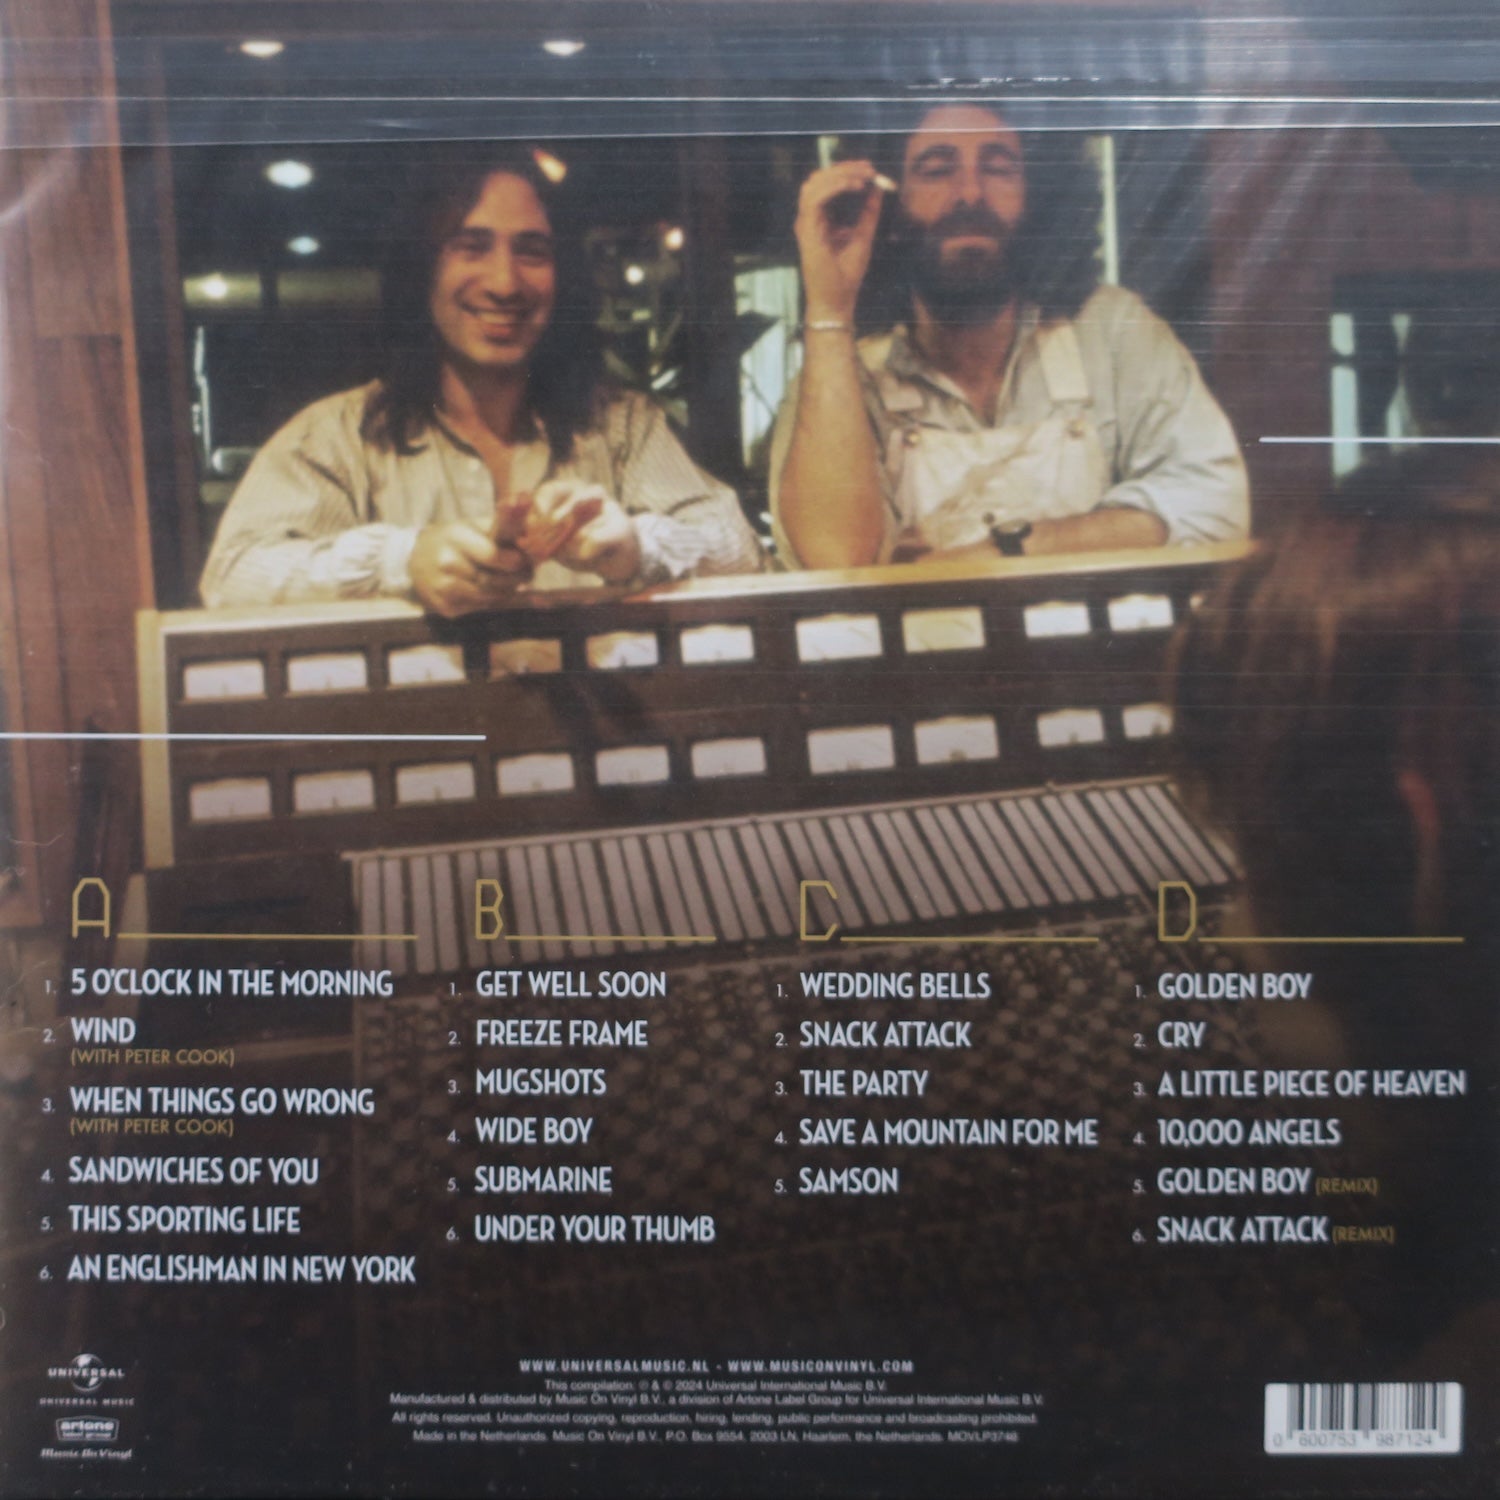 A
1. 5 O'CLOCK IN THE MORNING
2. WIND
(WITH PETER COOK)
3. WHEN THINGS GO WRONG
(WITH PETER COOK)
4. SANDWICHES OF YOU
5. THIS SPORTING LIFE
6. AN ENGLISHMAN IN NEW YORK
B
1. GET WELL SOON
2. FREEZE FRAME
3. MUGSHOTS
4. WIDE BOY
5. SUBMARINE
6. UNDER YOUR THUMB
C
1. WEDDING BELLS
2. SNACK ATTACK
3. THE PARTY
4. SAVE A MOUNTAIN FOR ME
5. SAMSON
D
1. GOLDEN BOY
2. CRY
3. A LITTLE PIECE OF HEAVEN
4. 10,000 ANGELS
5. GOLDEN BOY (REMIX)
6. SNACK ATTACK (REMIX)
UNIVERSAL
UNIVERSAL MUSIC
artone
label group
Music On Vinyl
WWW.UNIVERSALMUSIC.NL - WWW.MUSICONVINYL.COM
This compilation: ℗ & © 2024 Universal International Music B.V.
Manufactured & distributed by Music On Vinyl B.V., a division of Artone Label Group for Universal International Music B.V.
All rights reserved. Unauthorized copying, reproduction, hiring, lending, public performance and broadcasting prohibited.
Made in the Netherlands. Music On Vinyl B.V., P.O. Box 9554, 2003 LN, Haarlem, the Netherlands. MOVLP3746
0 600753 987124